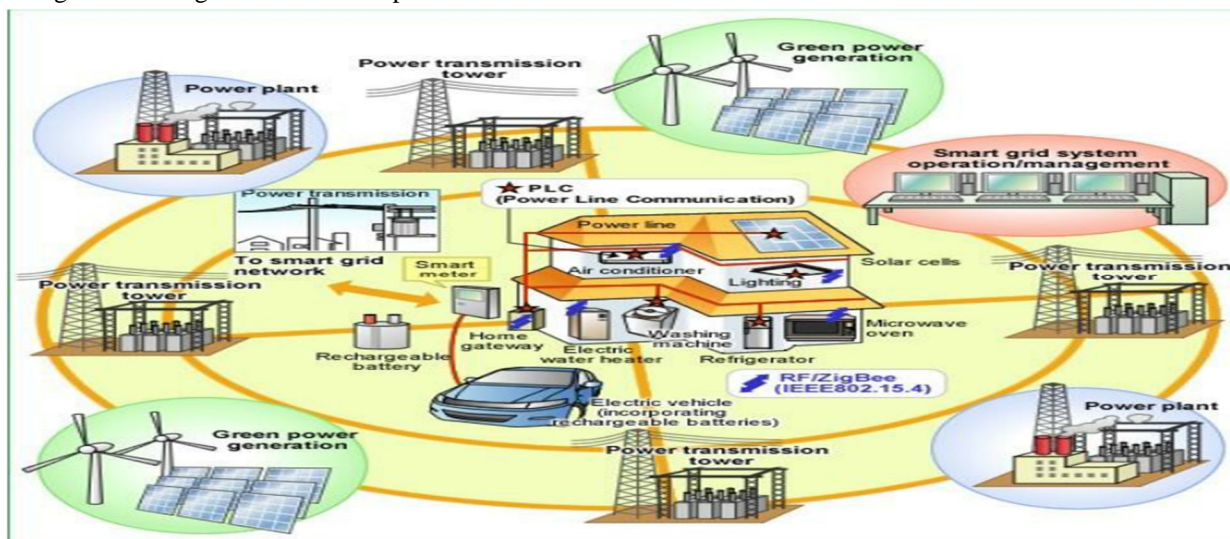 Power transmission
tower
Green power
generation
Power plant
Smart grid system
operation/management
PLC
(Power Line Communication)
Power transmission
Power line
To smart grid
network
Air conditioner
Solar cells
Lighting
Smart
meter
Power transmission
tower
Power transmission
tower
Home
gateway
Electric
water heater
Washing
machine
Refrigerator
Microwave
oven
Rechargeable
battery
RF/ZigBee
(IEEE802.15.4)
Electric vehicle
(incorporating
rechargeable batteries)
Power plant
Green power
generation
Power transmission
tower